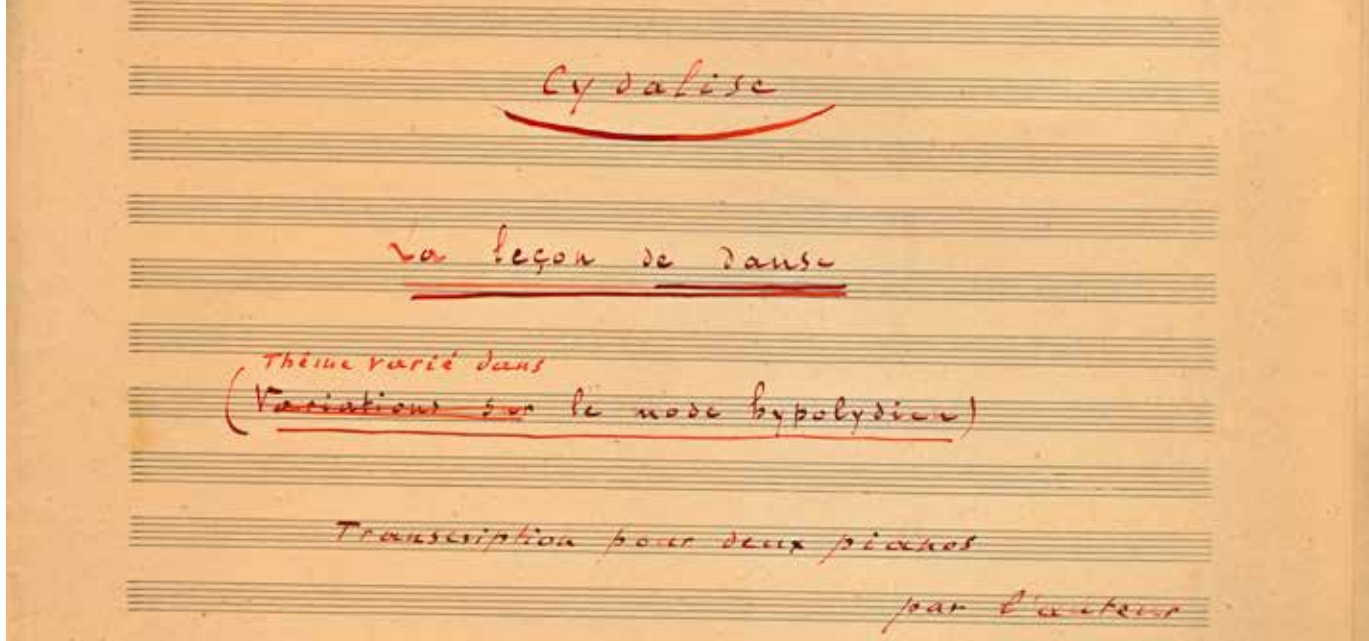 Cydalise
La leçon de danse
Thème varié dans
(Variations sur le mode hypolydien)
Transcription pour deux pianos
par l'auteur